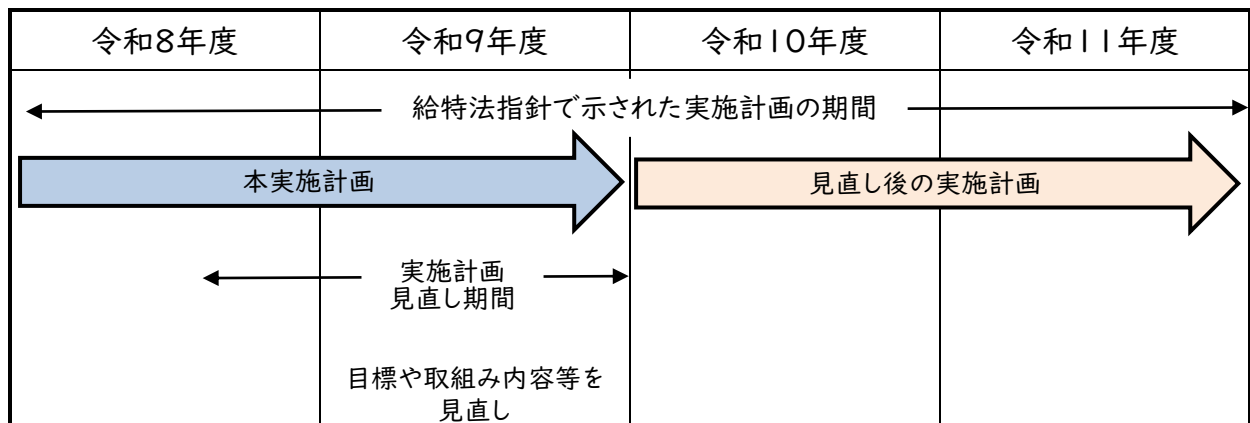 令和8年度 令和9年度 令和10年度 令和11年度
給特法指針で示された実施計画の期間
本実施計画 見直し後の実施計画
実施計画
見直し期間
目標や取組み内容等を
見直し